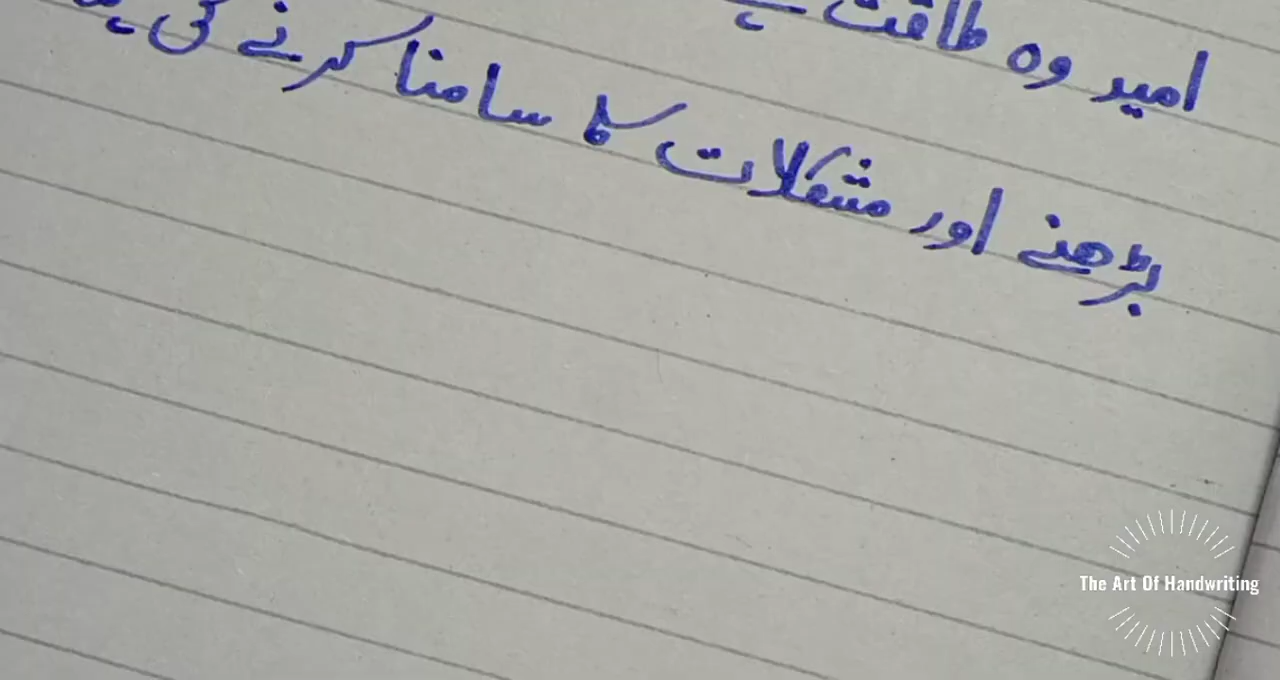 امید وہ طاقت ہے
بڑھنے اور مشکلات کا سامنا کرنے کی
The Art Of Handwriting